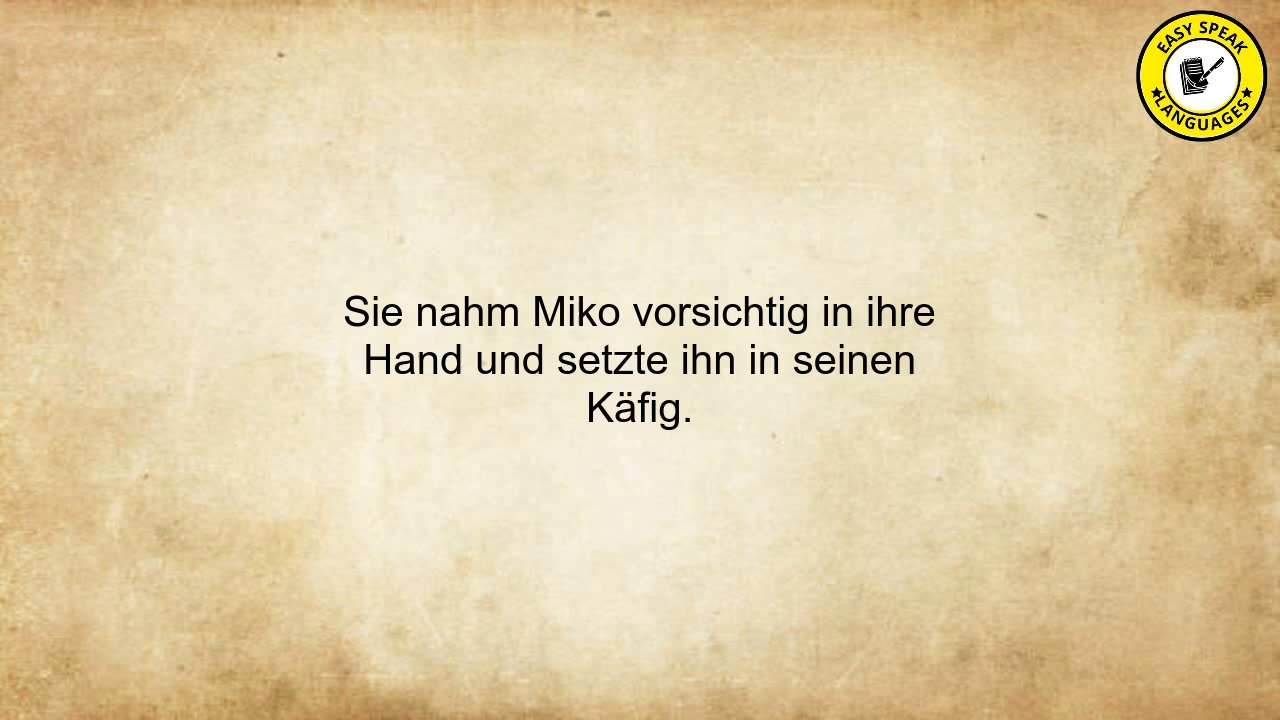 EASY SPEAK
LANGUAGES
Sie nahm Miko vorsichtig in ihre
Hand und setzte ihn in seinen
Käfig.